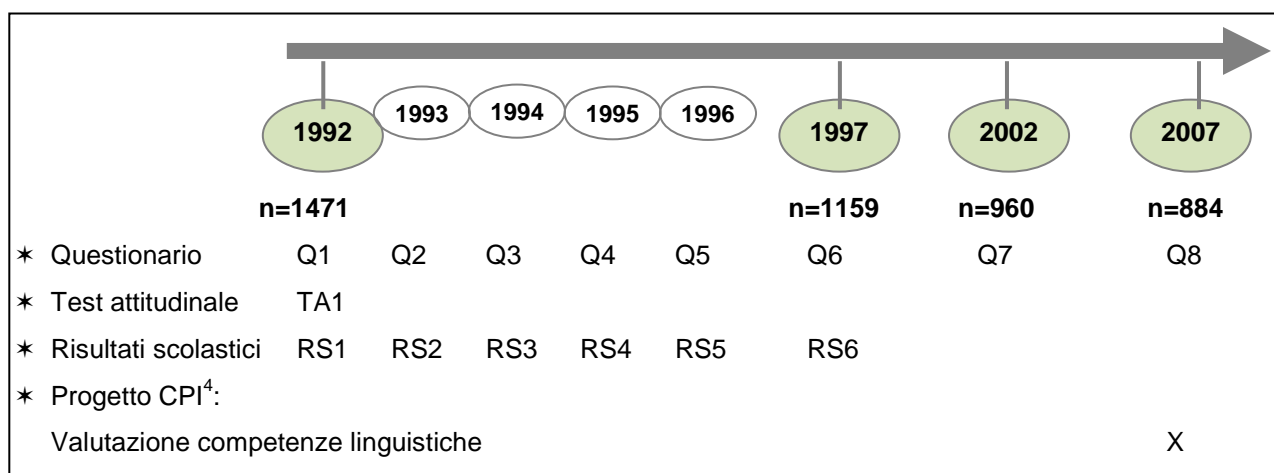 1992 1993 1994 1995 1996 1997 2002 2007
n=1471 n=1159 n=960 n=884
✶ Questionario Q1 Q2 Q3 Q4 Q5 Q6 Q7 Q8
✶ Test attitudinale TA1
✶ Risultati scolastici RS1 RS2 RS3 RS4 RS5 RS6
✶ Progetto CPI⁴:
Valutazione competenze linguistiche X